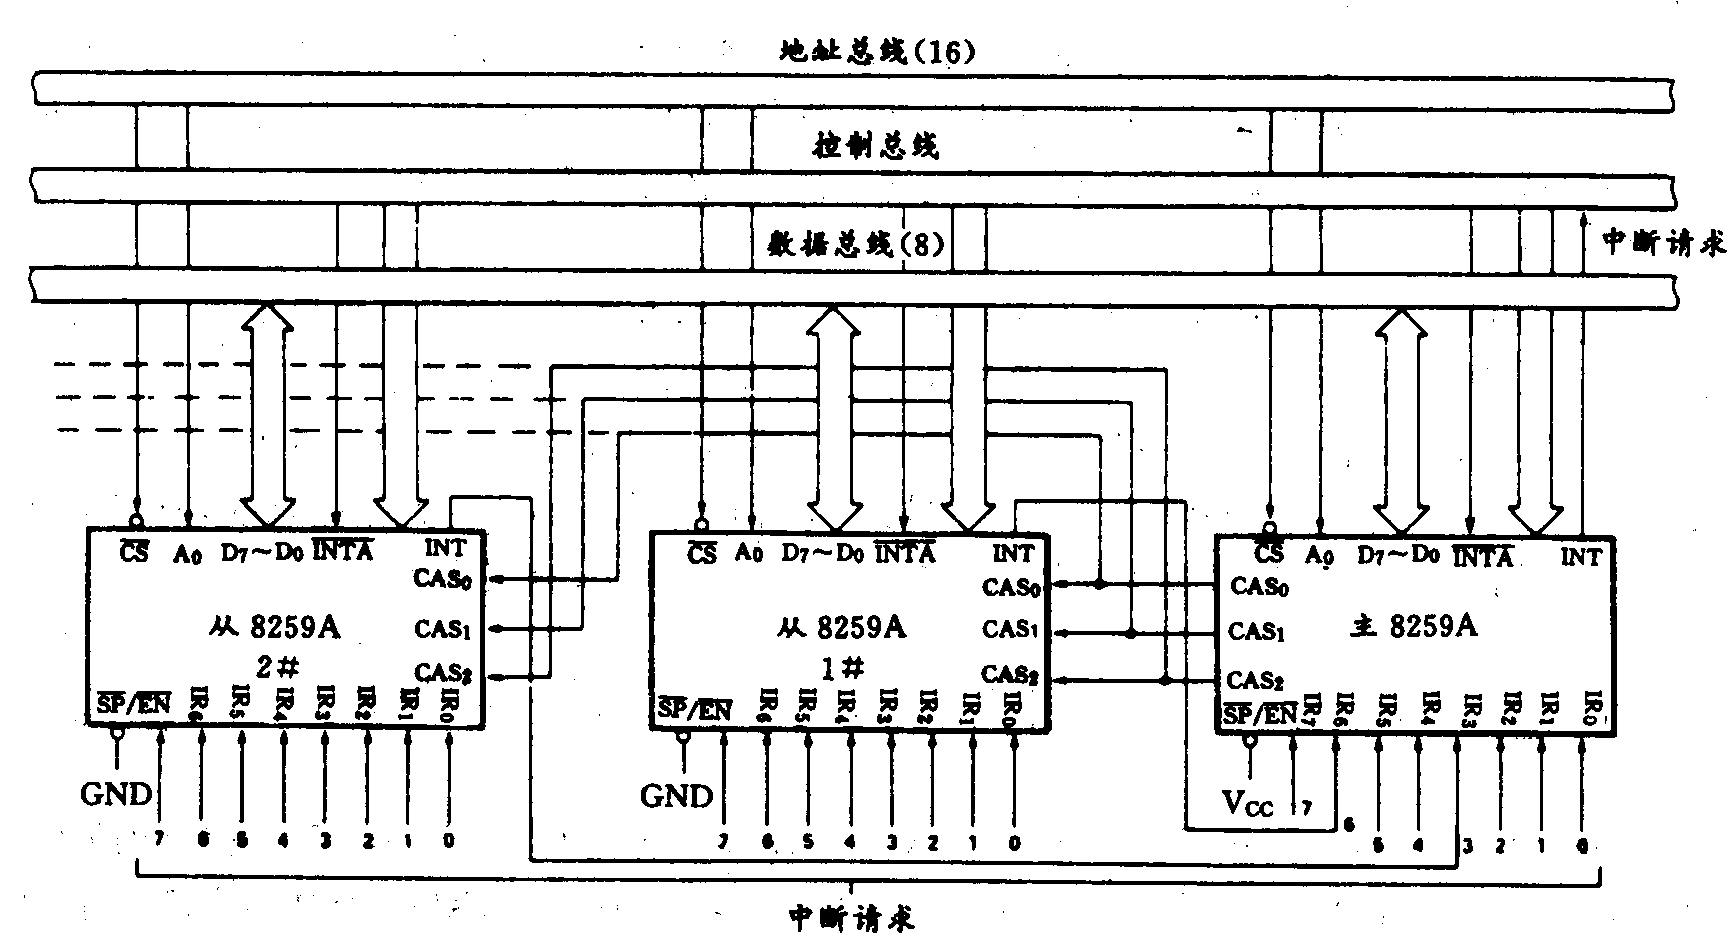 地址总线(16)
控制总线
数据总线(8)
中断请求
CS A0 D7～D0 INTA INT
CAS0
从 8259A
CAS1
2#
CAS2
SP/EN IR6 IR5 IR4 IR3 IR2 IR1 IR0
GND
7 6 5 4 3 2 1 0
CS A0 D7～D0 INTA INT
CAS0
从 8259A
CAS1
1#
CAS2
SP/EN IR6 IR5 IR4 IR3 IR2 IR1 IR0
GND
7 6 5 4 3 2 1 0
CS A0 D7～D0 INTA INT
CAS0
CAS1
主 8259A
CAS2
SP/EN IR7 IR6 IR5 IR4 IR3 IR2 IR1 IR0
VCC
7 6 5 4 3 2 1 0
中断请求